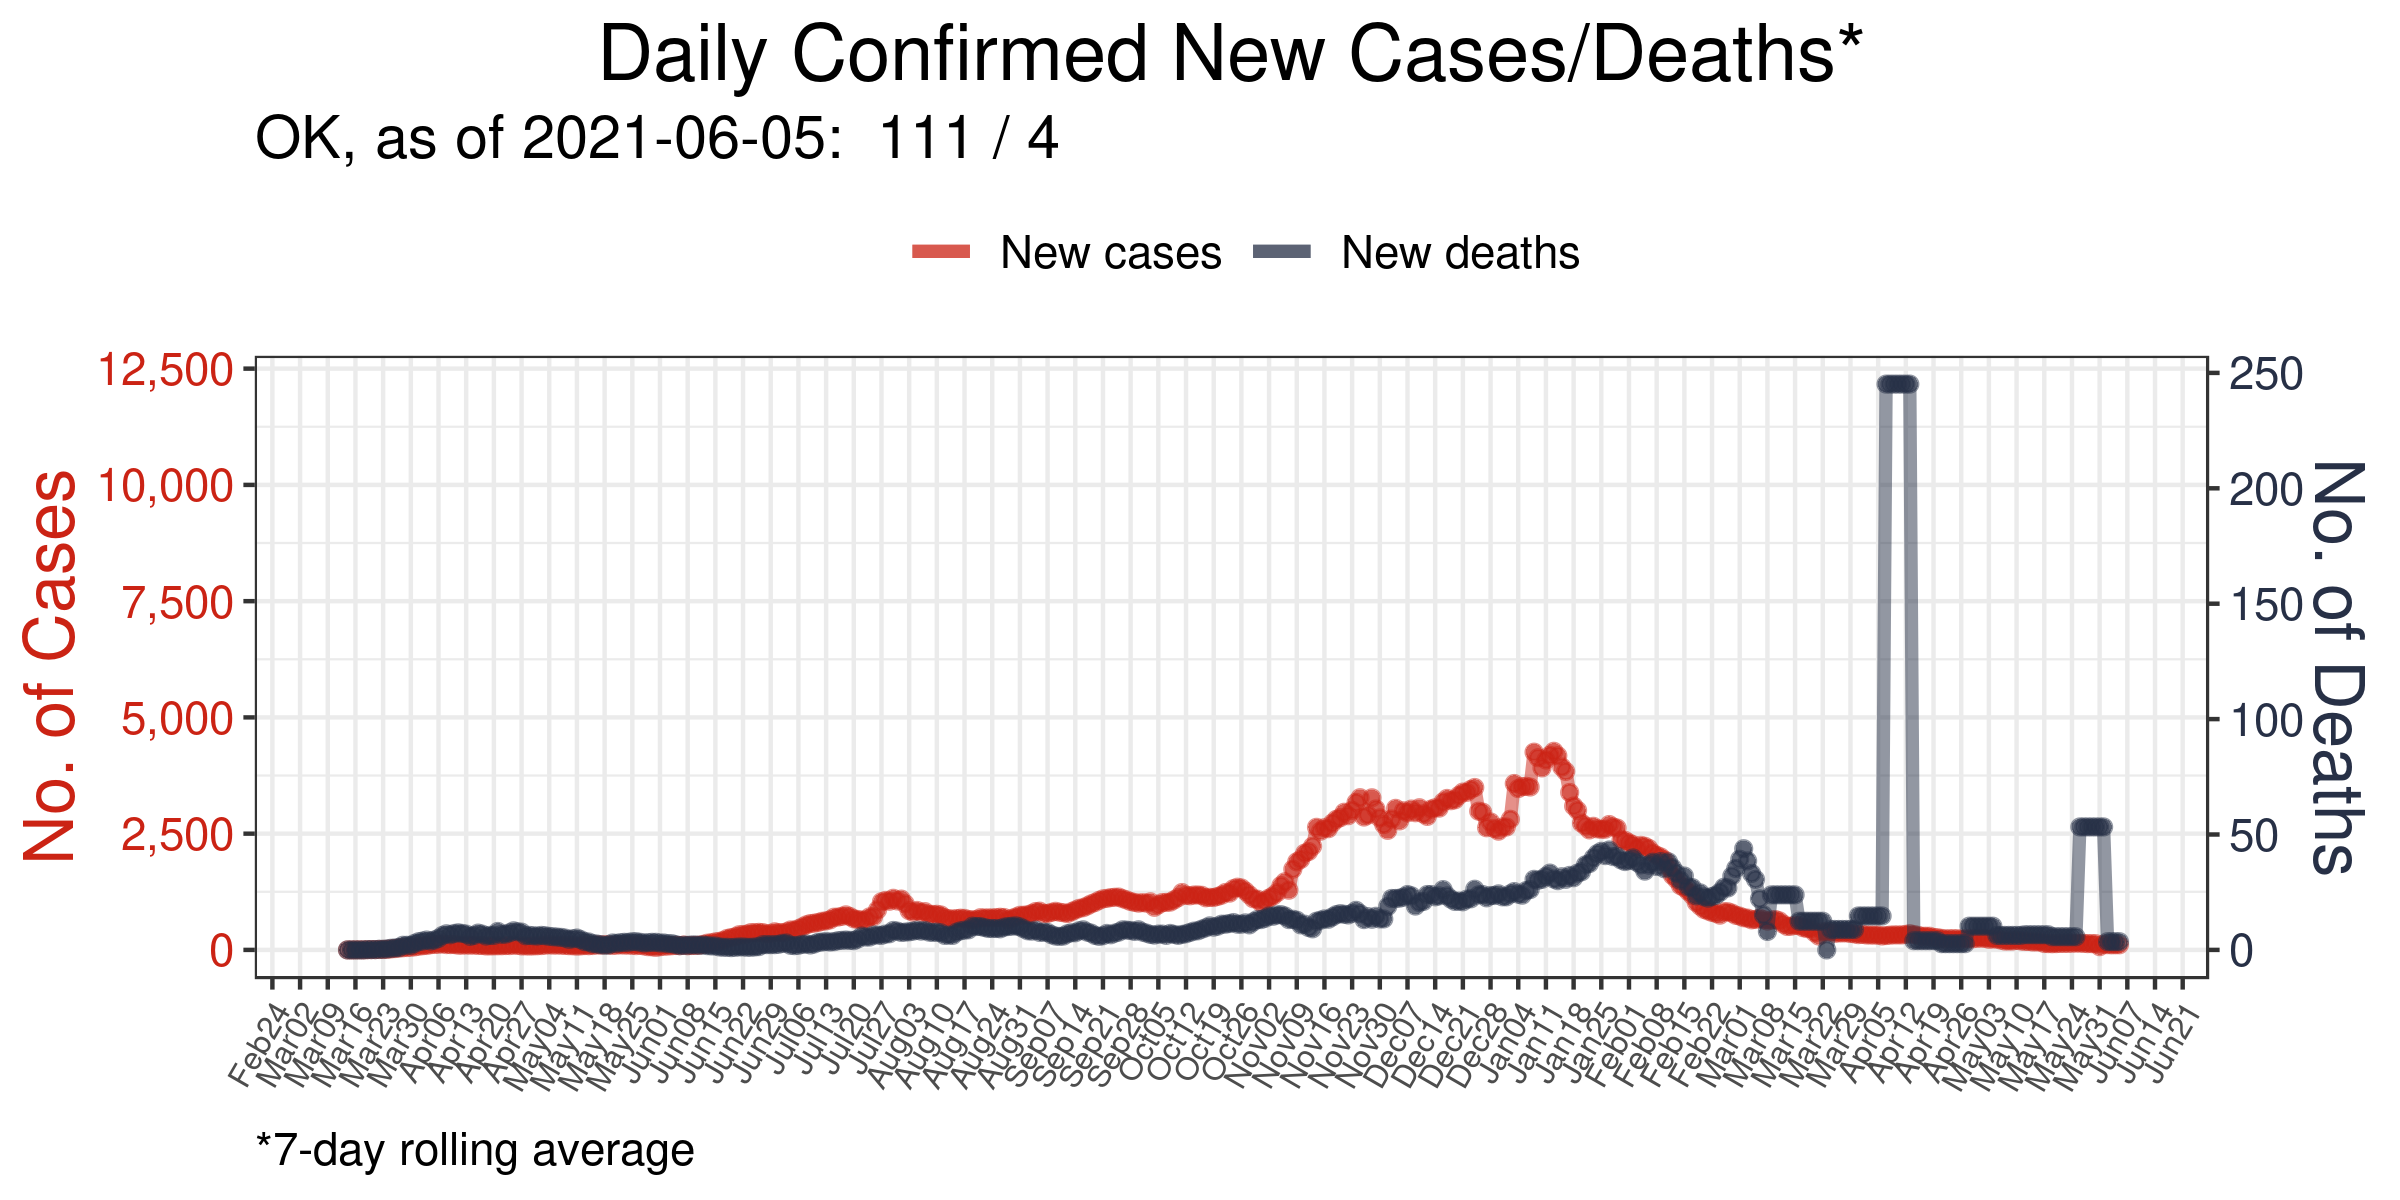 Daily Confirmed New Cases/Deaths*
OK, as of 2021-06-05:  111 / 4
New cases
New deaths
No. of Cases
12,500
10,000
7,500
5,000
2,500
0
250
200
150
100
50
0
No. of Deaths
Feb24
Mar02
Mar09
Mar16
Mar23
Mar30
Apr06
Apr13
Apr20
Apr27
May04
May11
May18
May25
Jun01
Jun08
Jun15
Jun22
Jun29
Jul06
Jul13
Jul20
Jul27
Aug03
Aug10
Aug17
Aug24
Aug31
Sep07
Sep14
Sep21
Sep28
Oct05
Oct12
Oct19
Oct26
Nov02
Nov09
Nov16
Nov23
Nov30
Dec07
Dec14
Dec21
Dec28
Jan04
Jan11
Jan18
Jan25
Feb01
Feb08
Feb15
Feb22
Mar01
Mar08
Mar15
Mar22
Mar29
Apr05
Apr12
Apr19
Apr26
May03
May10
May17
May24
May31
Jun07
Jun14
Jun21
*7-day rolling average